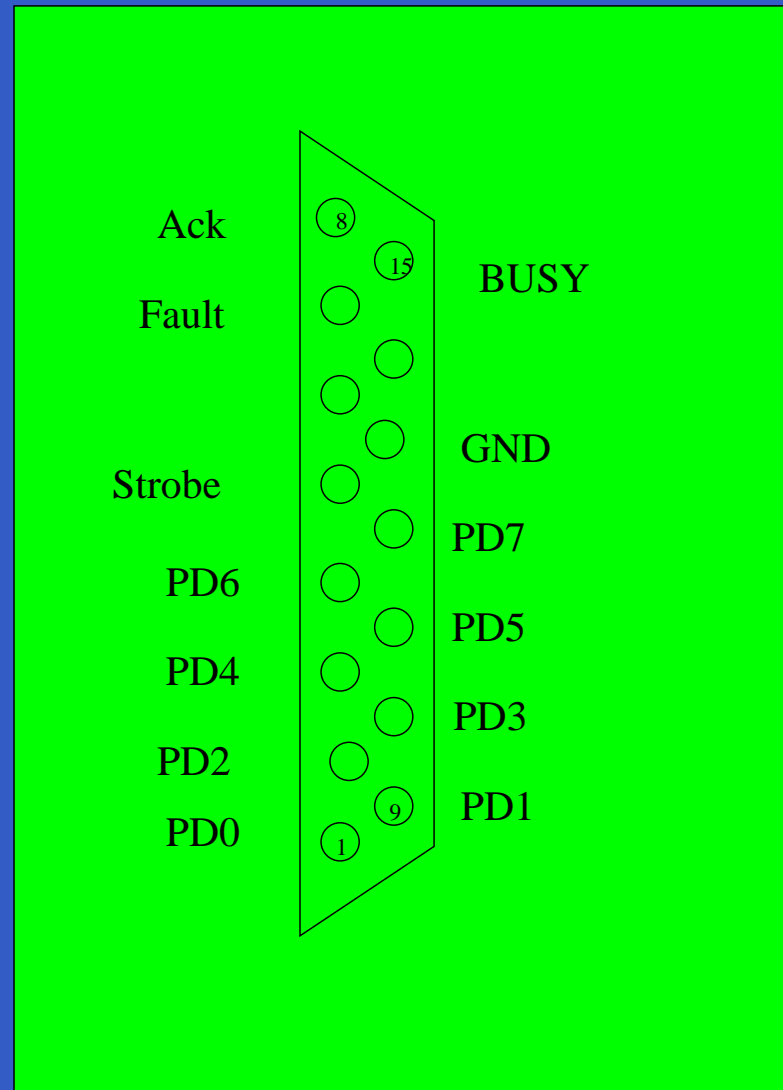 Ack
8
15
BUSY
Fault
GND
Strobe
PD7
PD6
PD5
PD4
PD3
PD2
9
PD1
PD0
1